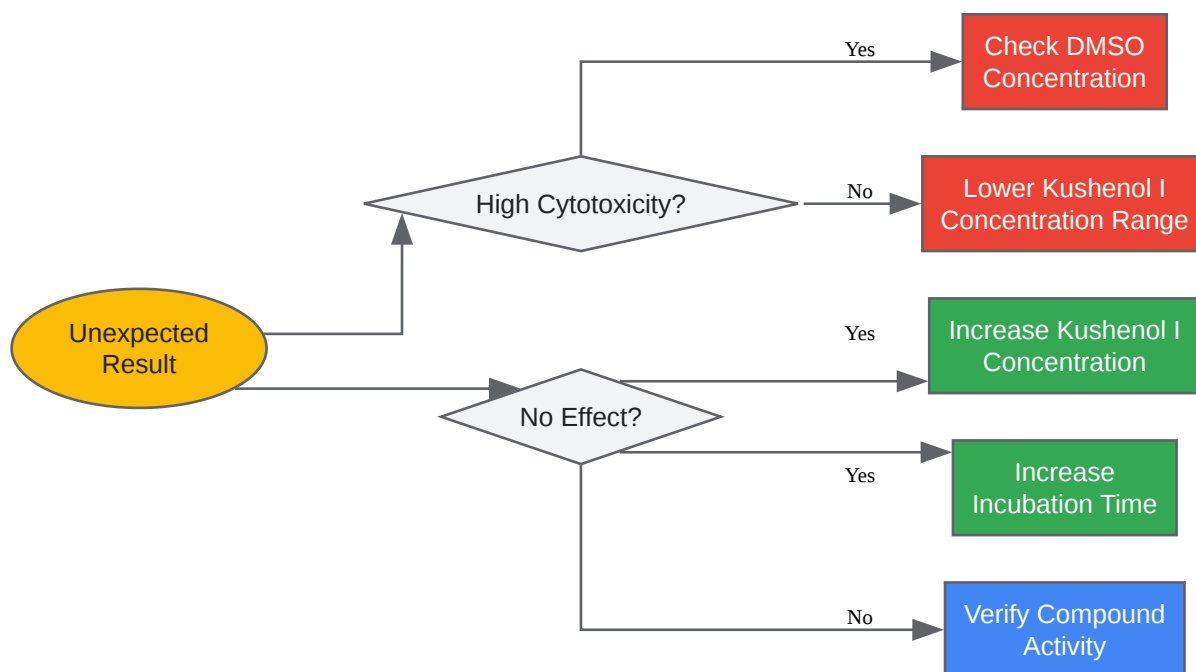 Yes
Check DMSO
Concentration
High Cytotoxicity?
No
Lower Kushenol I
Concentration Range
Unexpected
Result
Yes
Increase Kushenol I
Concentration
No Effect?
Yes
Increase
Incubation Time
No
Verify Compound
Activity